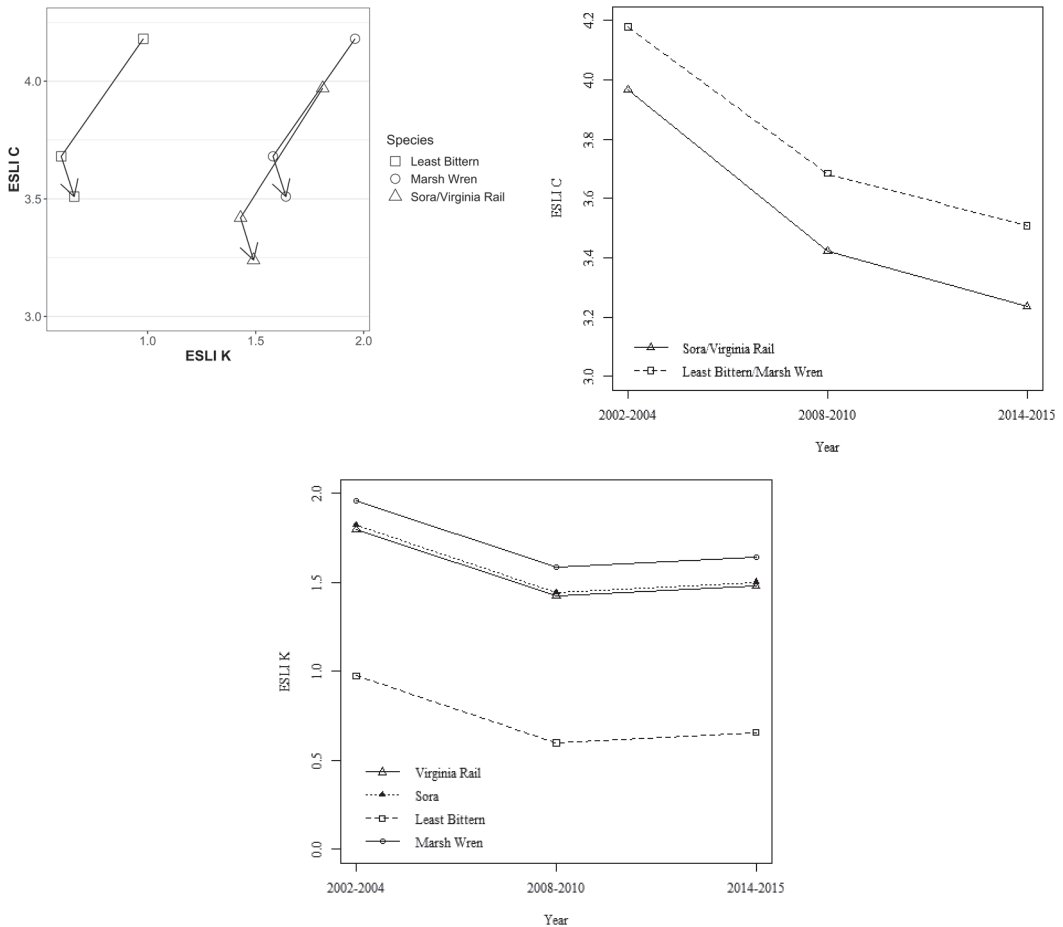 4.0
3.5
3.0
ESLI C
1.0
1.5
2.0
ESLI K
Species
Least Bittern
Marsh Wren
Sora/Virginia Rail
4.2
4.0
3.8
3.6
3.4
3.2
3.0
ESLI C
Sora/Virginia Rail
Least Bittern/Marsh Wren
2002-2004
2008-2010
2014-2015
Year
2.0
1.5
1.0
0.5
0.0
ESLI K
Virginia Rail
Sora
Least Bittern
Marsh Wren
2002-2004
2008-2010
2014-2015
Year